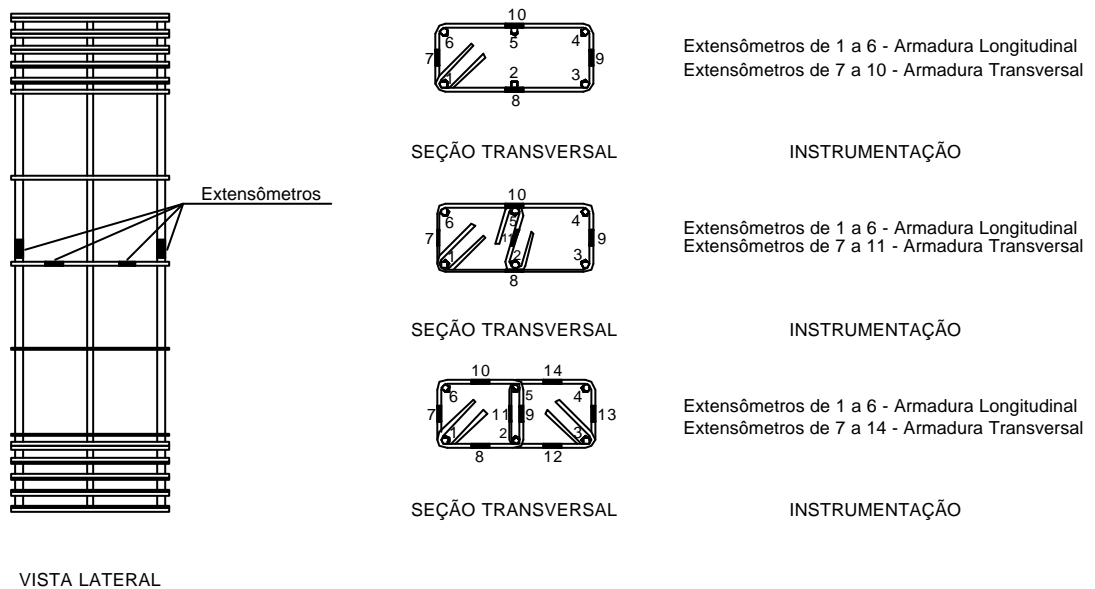 10
6
5
4
7
9
1
2
3
8
Extensômetros de 1 a 6 - Armadura Longitudinal
Extensômetros de 7 a 10 - Armadura Transversal
SEÇÃO TRANSVERSAL
INSTRUMENTAÇÃO
Extensômetros
10
6
5
4
7
11
9
1
2
3
8
Extensômetros de 1 a 6 - Armadura Longitudinal
Extensômetros de 7 a 11 - Armadura Transversal
SEÇÃO TRANSVERSAL
INSTRUMENTAÇÃO
10
14
6
5
4
7
11
9
13
1
2
3
8
12
Extensômetros de 1 a 6 - Armadura Longitudinal
Extensômetros de 7 a 14 - Armadura Transversal
SEÇÃO TRANSVERSAL
INSTRUMENTAÇÃO
VISTA LATERAL